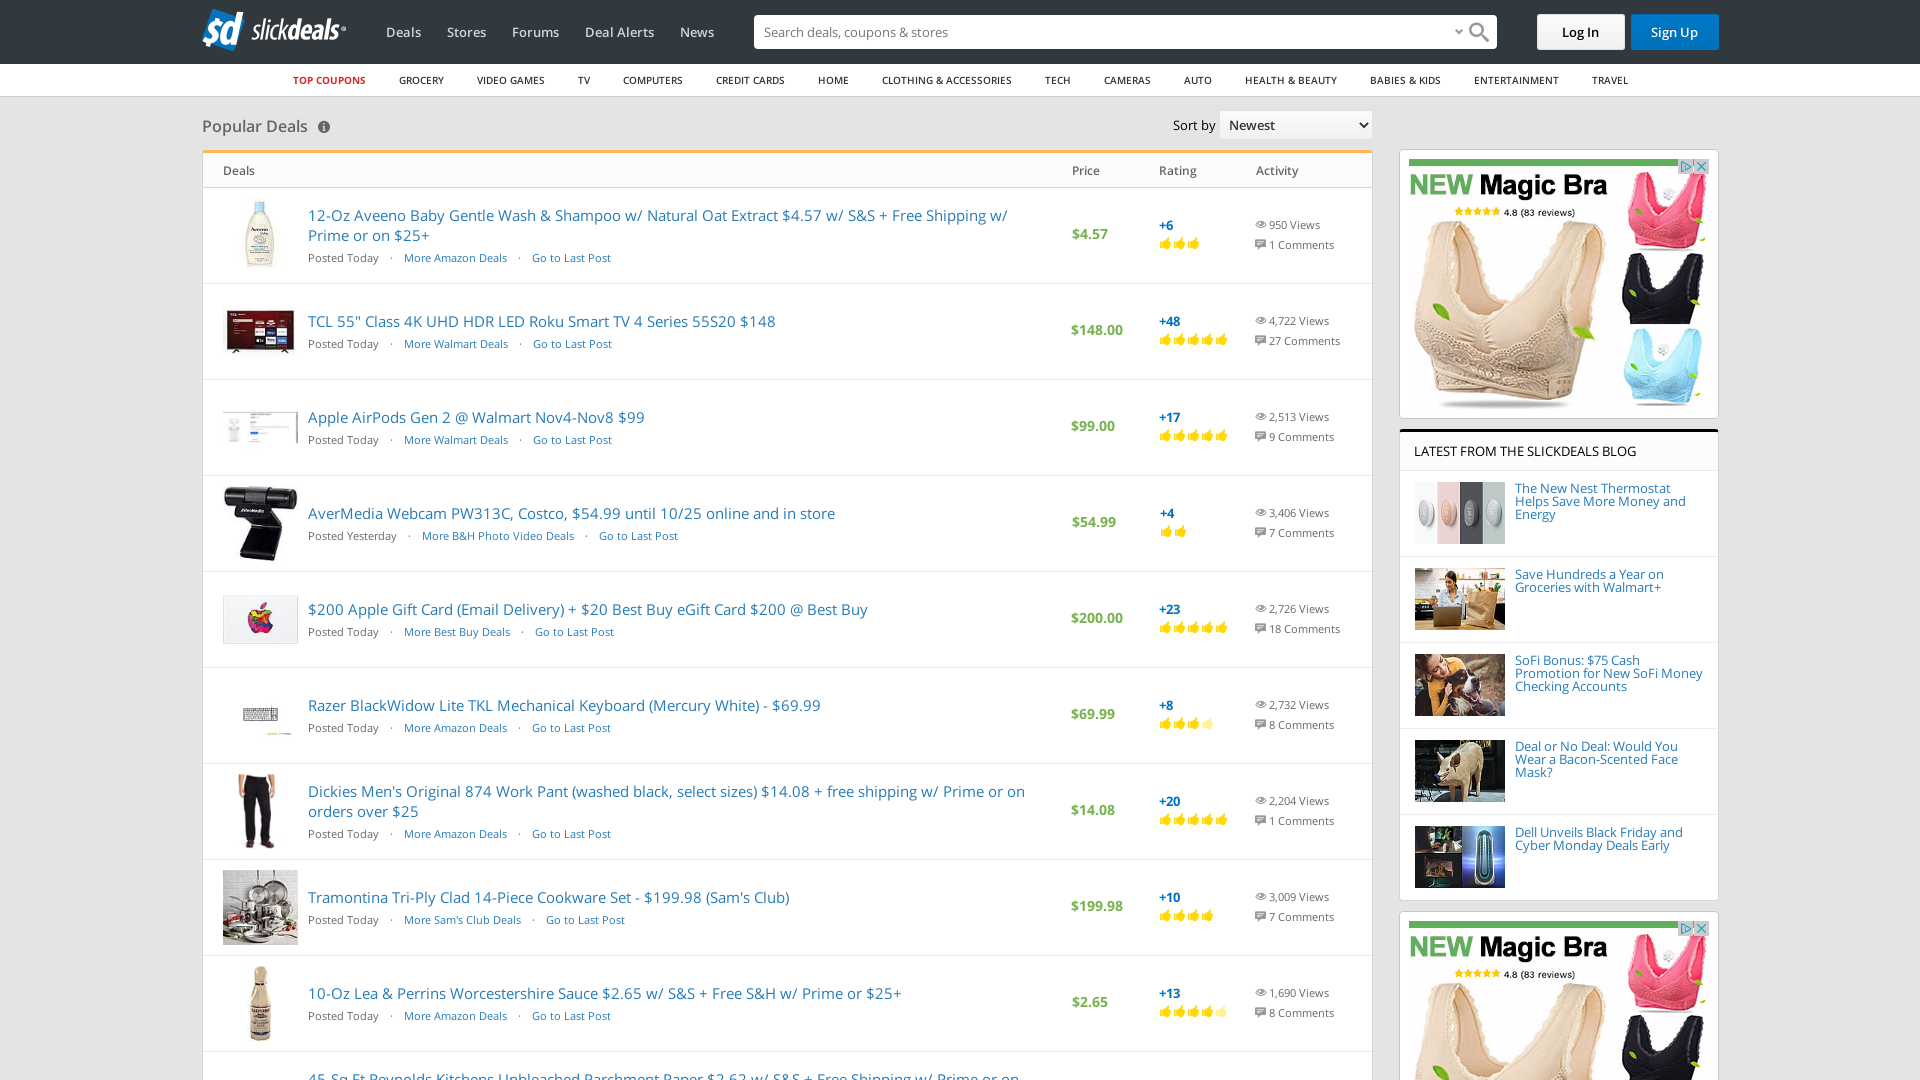 slickdeals
Deals
Stores
Forums
Deal Alerts
News
Search deals, coupons & stores
Log In
Sign Up
TOP COUPONS
GROCERY
VIDEO GAMES
TV
COMPUTERS
CREDIT CARDS
HOME
CLOTHING & ACCESSORIES
TECH
CAMERAS
AUTO
HEALTH & BEAUTY
BABIES & KIDS
ENTERTAINMENT
TRAVEL
Popular Deals
Sort by Newest
Deals Price Rating Activity
12-Oz Aveeno Baby Gentle Wash & Shampoo w/ Natural Oat Extract $4.57 w/ S&S + Free Shipping w/
Prime or on $25+
Posted Today · More Amazon Deals · Go to Last Post
$4.57
+6
950 Views
1 Comments
TCL 55" Class 4K UHD HDR LED Roku Smart TV 4 Series 55S20 $148
Posted Today · More Walmart Deals · Go to Last Post
$148.00
+48
4,722 Views
27 Comments
Apple AirPods Gen 2 @ Walmart Nov4-Nov8 $99
Posted Today · More Walmart Deals · Go to Last Post
$99.00
+17
2,513 Views
9 Comments
AverMedia Webcam PW313C, Costco, $54.99 until 10/25 online and in store
Posted Yesterday · More B&H Photo Video Deals · Go to Last Post
$54.99
+4
3,406 Views
7 Comments
$200 Apple Gift Card (Email Delivery) + $20 Best Buy eGift Card $200 @ Best Buy
Posted Today · More Best Buy Deals · Go to Last Post
$200.00
+23
2,726 Views
18 Comments
Razer BlackWidow Lite TKL Mechanical Keyboard (Mercury White) - $69.99
Posted Today · More Amazon Deals · Go to Last Post
$69.99
+8
2,732 Views
8 Comments
Dickies Men's Original 874 Work Pant (washed black, select sizes) $14.08 + free shipping w/ Prime or on
orders over $25
Posted Today · More Amazon Deals · Go to Last Post
$14.08
+20
2,204 Views
1 Comments
Tramontina Tri-Ply Clad 14-Piece Cookware Set - $199.98 (Sam's Club)
Posted Today · More Sam's Club Deals · Go to Last Post
$199.98
+10
3,009 Views
7 Comments
10-Oz Lea & Perrins Worcestershire Sauce $2.65 w/ S&S + Free S&H w/ Prime or $25+
Posted Today · More Amazon Deals · Go to Last Post
$2.65
+13
1,690 Views
8 Comments
45-Sq Ft Reynolds Kitchens Unbleached Parchment Paper $2.62 w/ S&S + Free Shipping w/ Prime or on
NEW Magic Bra
4.8 (83 reviews)
LATEST FROM THE SLICKDEALS BLOG
The New Nest Thermostat
Helps Save More Money and
Energy
Save Hundreds a Year on
Groceries with Walmart+
SoFi Bonus: $75 Cash
Promotion for New SoFi Money
Checking Accounts
Deal or No Deal: Would You
Wear a Bacon-Scented Face
Mask?
Dell Unveils Black Friday and
Cyber Monday Deals Early
NEW Magic Bra
4.8 (83 reviews)